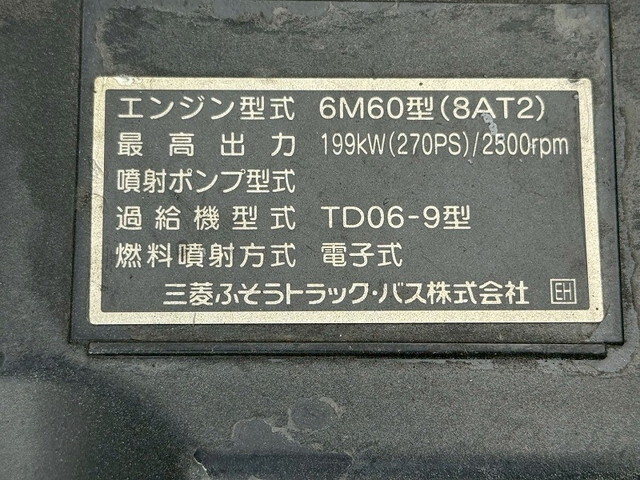 エンジン型式 6M60型(8AT2)
最高出力 199kW(270PS)/2500rpm
噴射ポンプ型式
過給機型式 TD06-9型
燃料噴射方式 電子式
三菱ふそうトラック・バス株式会社 EH